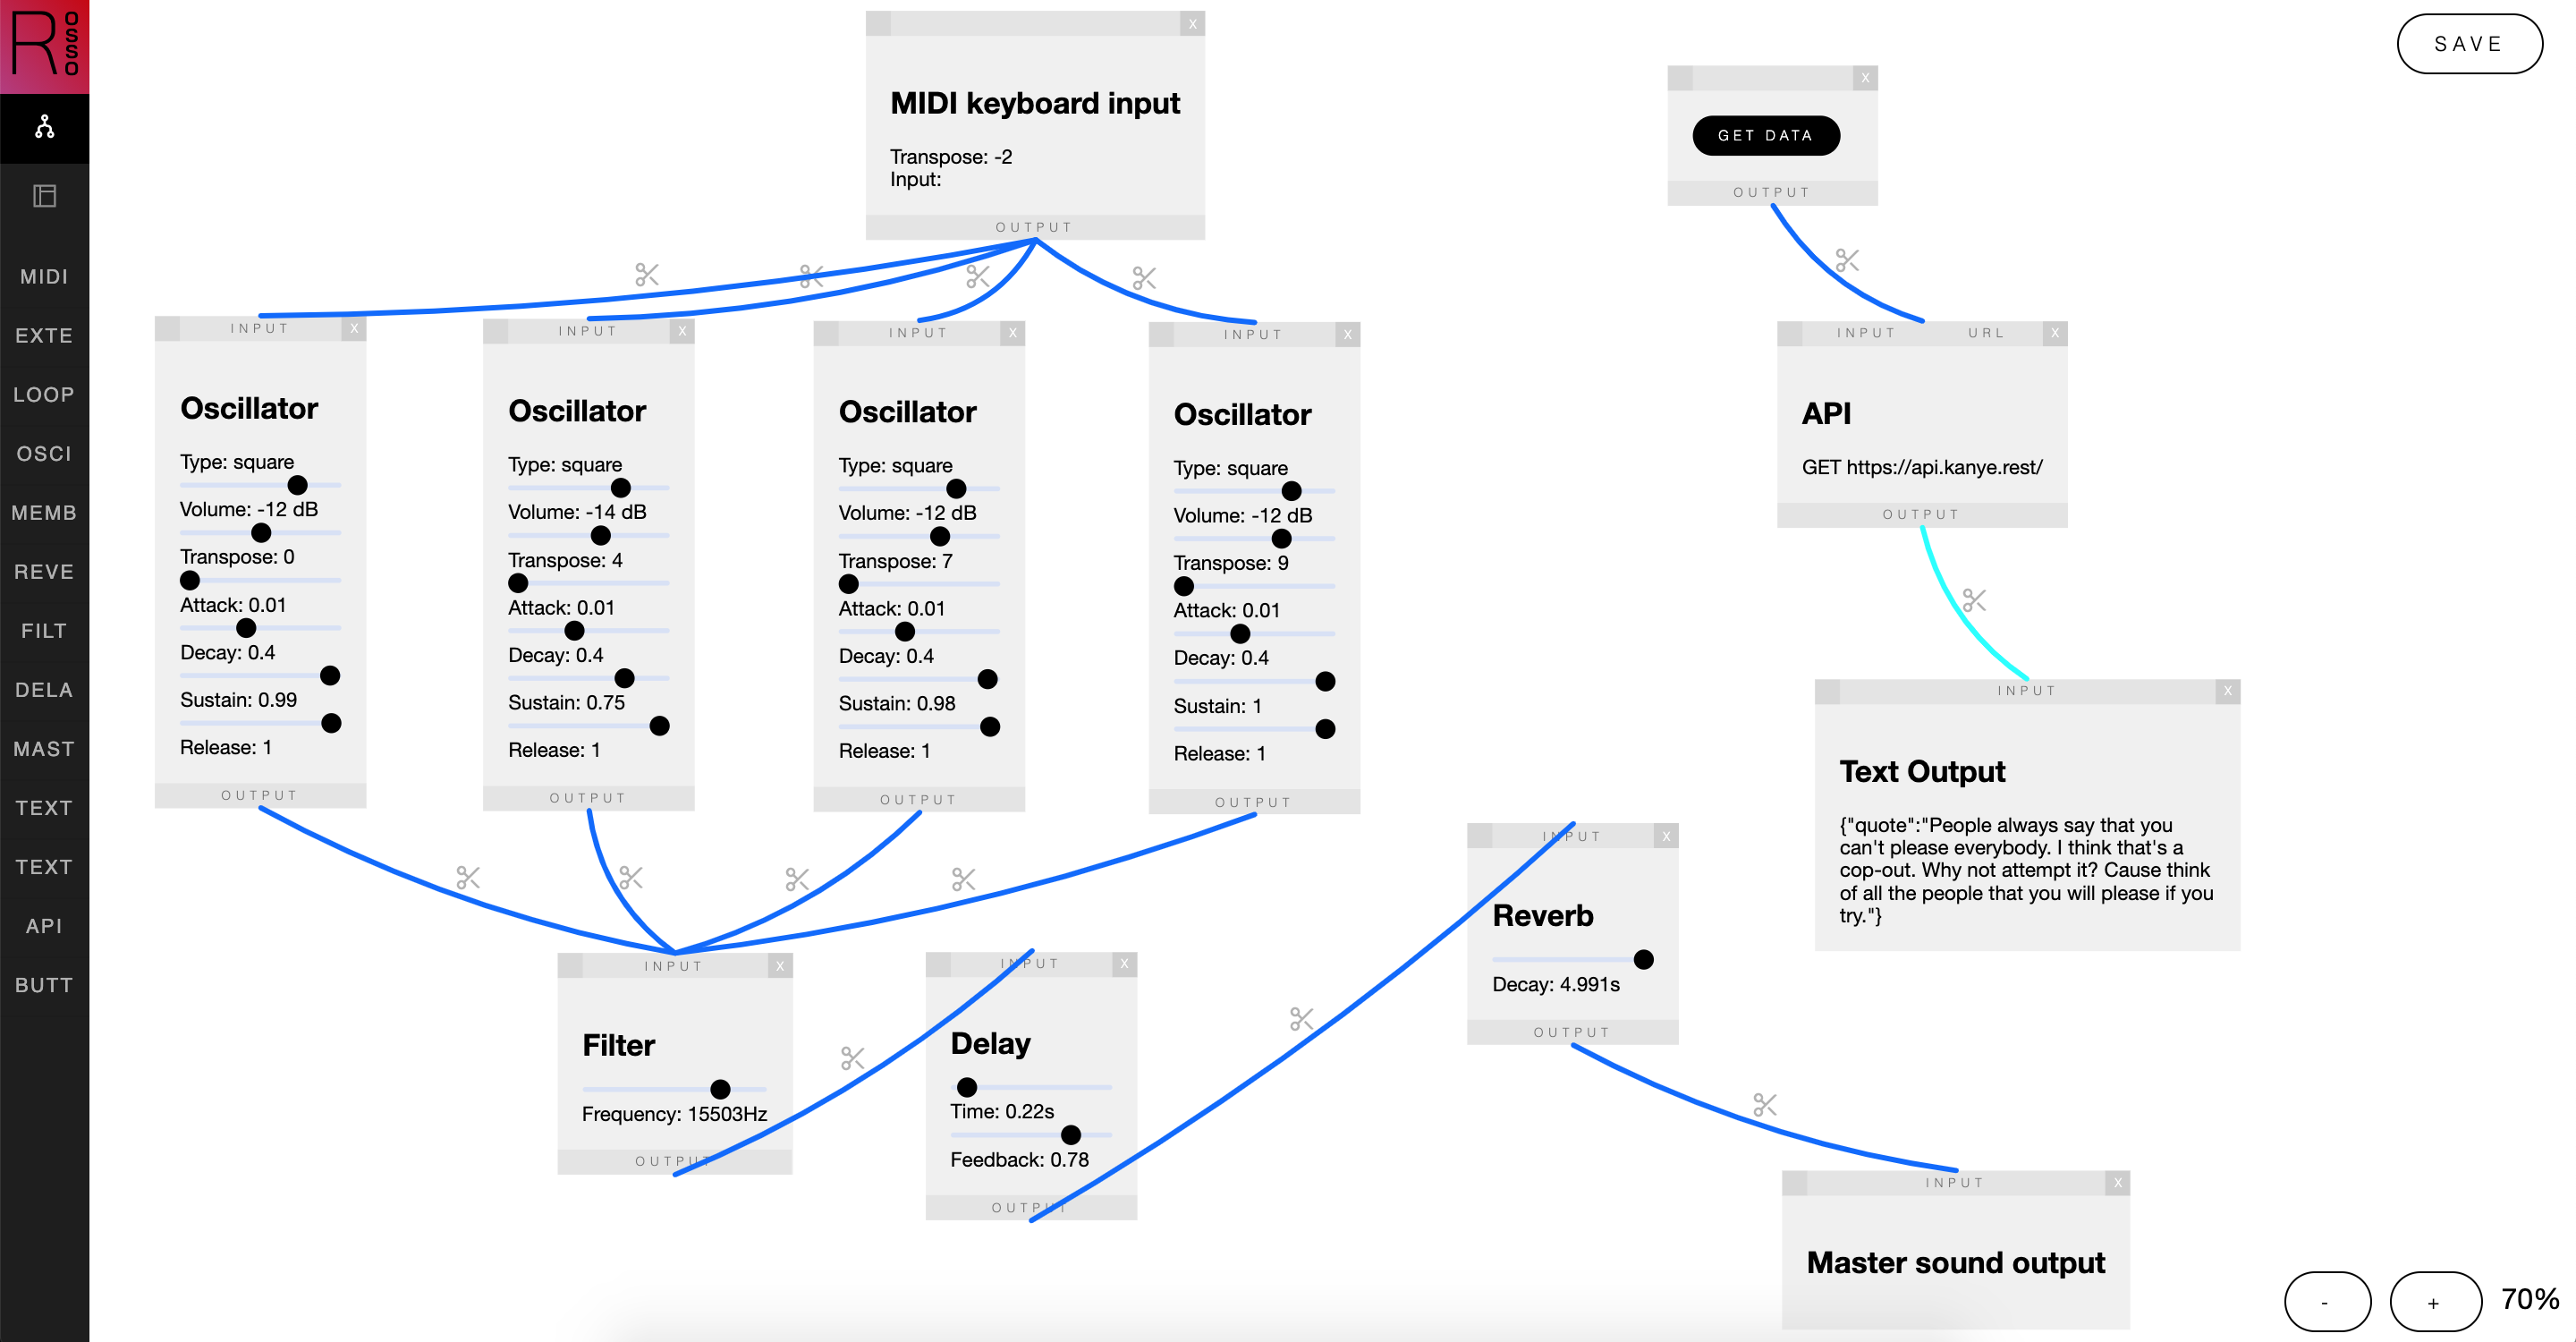 ROSSO
MIDI
EXTE
LOOP
OSCI
MEMB
REVE
FILT
DELA
MAST
TEXT
TEXT
API
BUTT
SAVE
X
MIDI keyboard input
Transpose: -2
Input:
OUTPUT
X
GET DATA
OUTPUT
INPUT X
Oscillator
Type: square
Volume: -12 dB
Transpose: 0
Attack: 0.01
Decay: 0.4
Sustain: 0.99
Release: 1
OUTPUT
INPUT X
Oscillator
Type: square
Volume: -14 dB
Transpose: 4
Attack: 0.01
Decay: 0.4
Sustain: 0.75
Release: 1
OUTPUT
INPUT X
Oscillator
Type: square
Volume: -12 dB
Transpose: 7
Attack: 0.01
Decay: 0.4
Sustain: 0.98
Release: 1
OUTPUT
INPUT X
Oscillator
Type: square
Volume: -12 dB
Transpose: 9
Attack: 0.01
Decay: 0.4
Sustain: 1
Release: 1
OUTPUT
INPUT URL X
API
GET https://api.kanye.rest/
OUTPUT
INPUT X
Text Output
{"quote":"People always say that you
can't please everybody. I think that's a
cop-out. Why not attempt it? Cause think
of all the people that you will please if you
try."}
INPUT X
Filter
Frequency: 15503Hz
OUTPUT
INPUT X
Delay
Time: 0.22s
Feedback: 0.78
OUTPUT
INPUT X
Reverb
Decay: 4.991s
OUTPUT
INPUT X
Master sound output
- + 70%